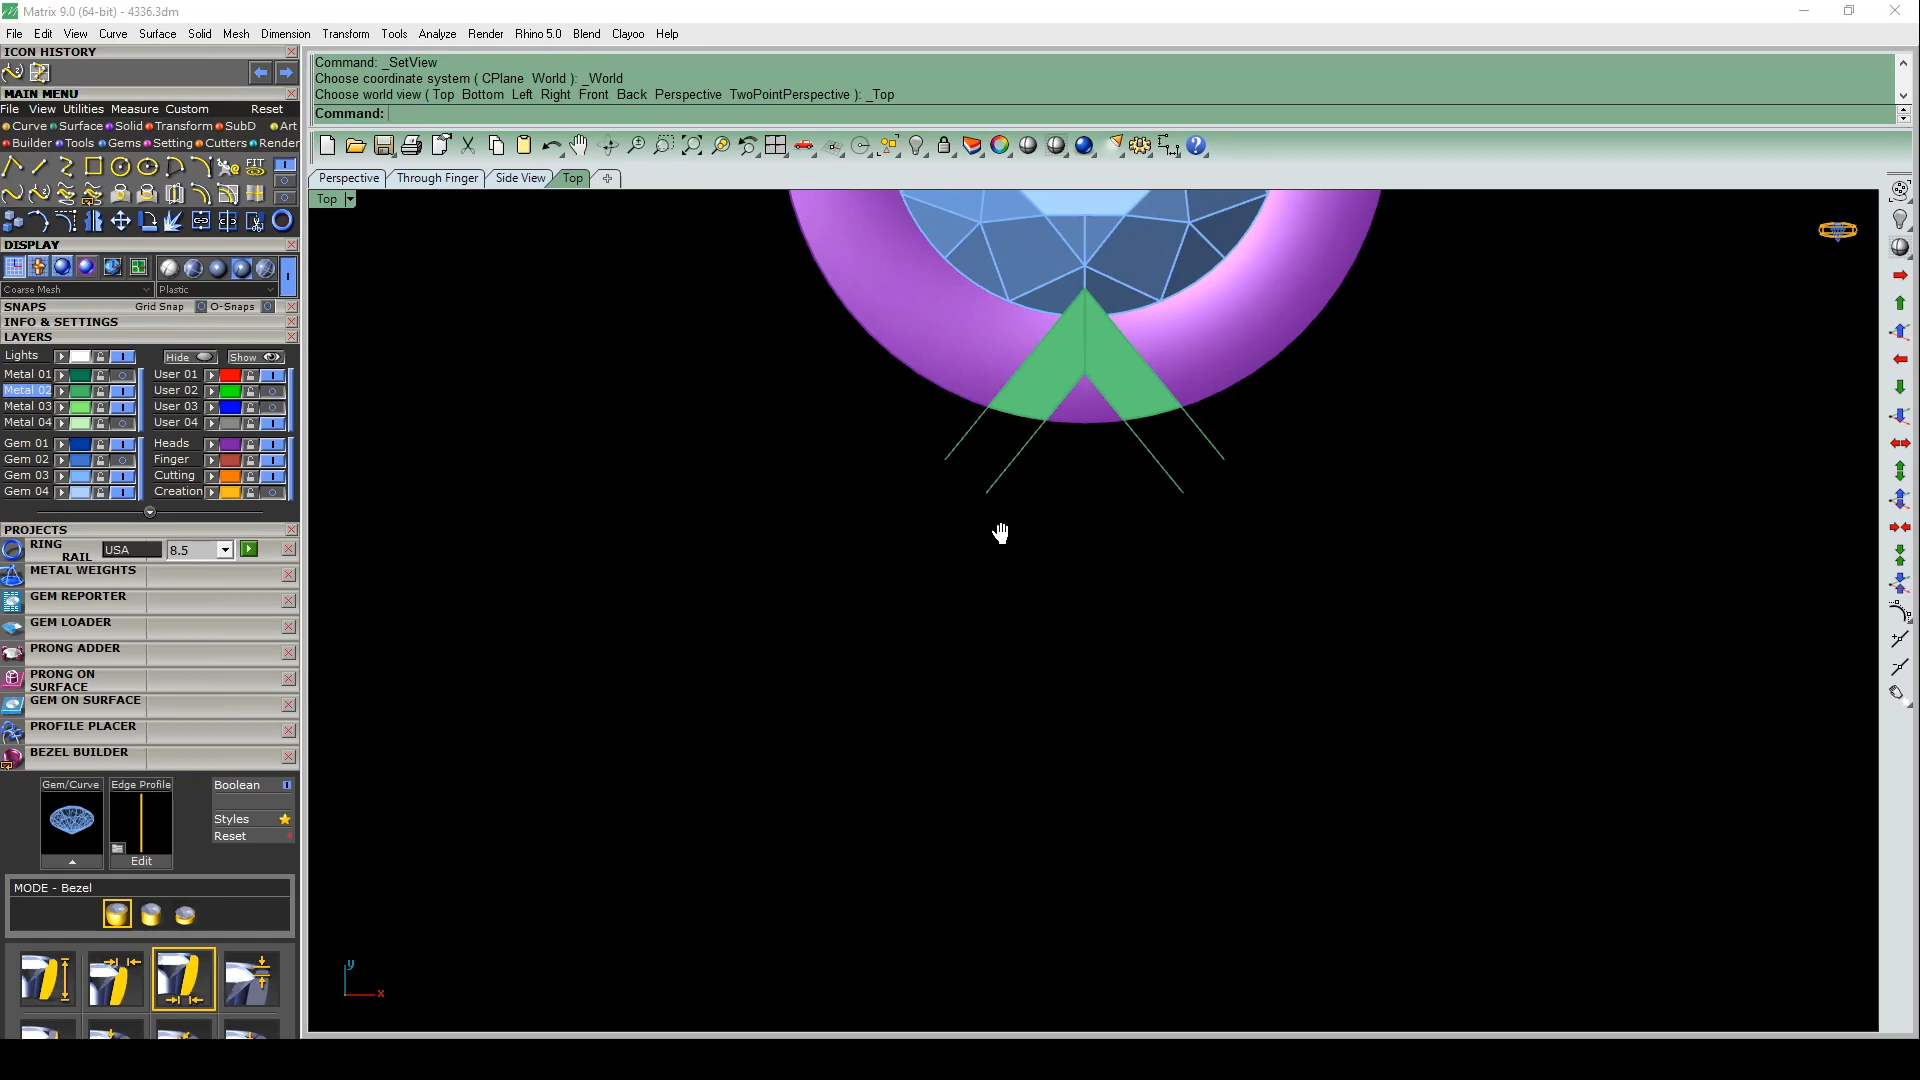 Matrix 9.0 (64-bit) - 4336.3dm
File Edit View Curve Surface Solid Mesh Dimension Transform Tools Analyze Render Rhino 5.0 Blend Clayoo Help
ICON HISTORY
MAIN MENU
File View Utilities Measure Custom Reset
Curve Surface Solid Transform SubD Art
Builder Tools Gems Setting Cutters Render
FIT
DISPLAY
Coarse Mesh Plastic
SNAPS Grid Snap O-Snaps
INFO & SETTINGS
LAYERS
Lights Hide Show
Metal 01 User 01
Metal 02 User 02
Metal 03 User 03
Metal 04 User 04
Gem 01 Heads
Gem 02 Finger
Gem 03 Cutting
Gem 04 Creation
PROJECTS
RING RAIL USA 8.5
METAL WEIGHTS
GEM REPORTER
GEM LOADER
PRONG ADDER
PRONG ON SURFACE
GEM ON SURFACE
PROFILE PLACER
BEZEL BUILDER
Gem/Curve Edge Profile Boolean
Styles
Reset
Edit
MODE - Bezel
Command: _SetView
Choose coordinate system ( CPlane World ): _World
Choose world view ( Top Bottom Left Right Front Back Perspective TwoPointPerspective ): _Top
Command:
Perspective Through Finger Side View Top
Top
y
x